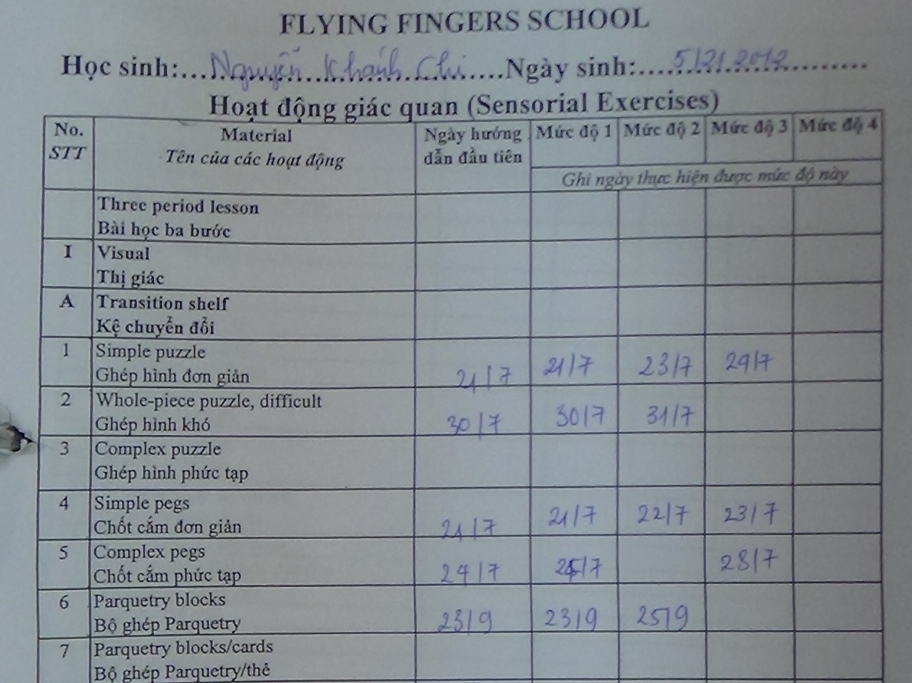 FLYING FINGERS SCHOOL
Học sinh:...Nguyễn Khánh Chi....Ngày sinh:....5/2/2012............
Hoạt động giác quan (Sensorial Exercises)
No. Material Ngày hướng Mức độ 1 Mức độ 2 Mức độ 3 Mức độ 4
STT Tên của các hoạt động dẫn đầu tiên
Ghi ngày thực hiện được mức độ này
Three period lesson
Bài học ba bước
I Visual
Thị giác
A Transition shelf
Kệ chuyển đổi
1 Simple puzzle
Ghép hình đơn giản 21/7 21/7 23/7 29/7
2 Whole-piece puzzle, difficult
Ghép hình khó 30/7 30/7 31/7
3 Complex puzzle
Ghép hình phức tạp
4 Simple pegs
Chốt cắm đơn giản 21/7 21/7 22/7 23/7
5 Complex pegs
Chốt cắm phức tạp 24/7 25/7 28/7
6 Parquetry blocks
Bộ ghép Parquetry 23/9 23/9 25/9
7 Parquetry blocks/cards
Bộ ghép Parquetry/thẻ